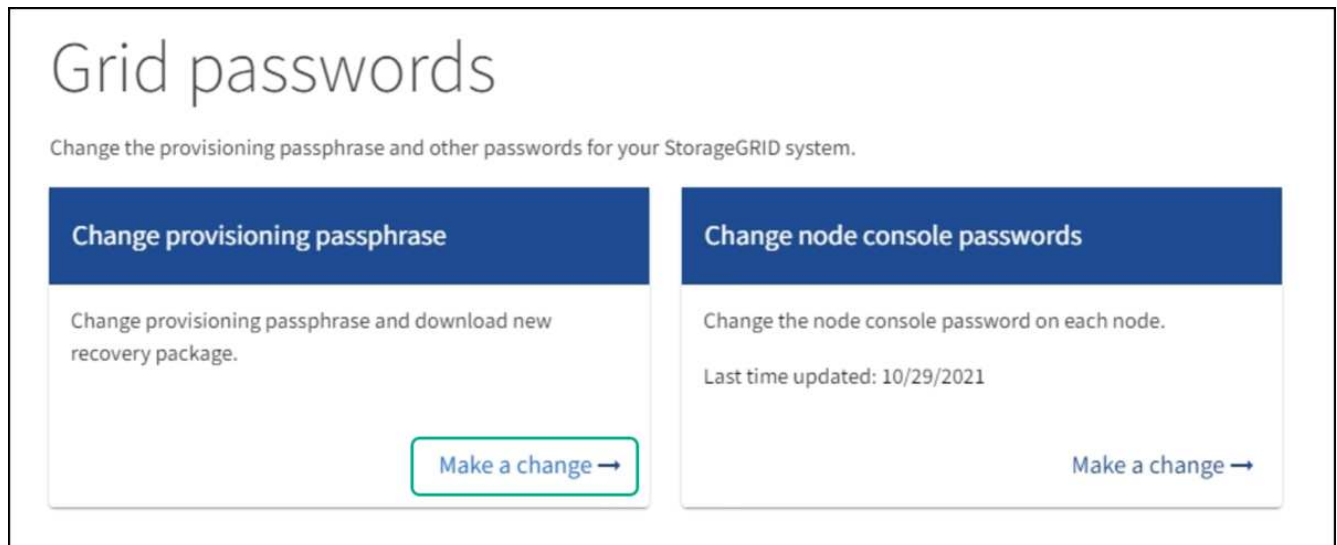 Grid passwords
Change the provisioning passphrase and other passwords for your StorageGRID system.
Change provisioning passphrase
Change provisioning passphrase and download new
recovery package.
Make a change →
Change node console passwords
Change the node console password on each node.
Last time updated: 10/29/2021
Make a change →